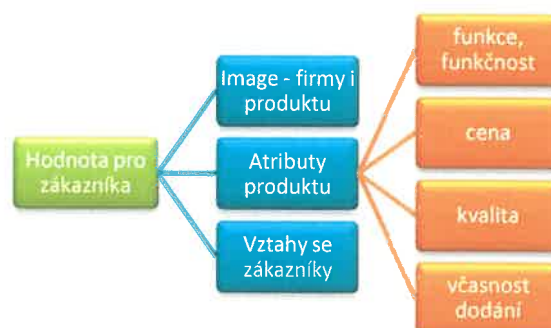 Hodnota pro
zákazníka
Image - firmy i
produktu
Atributy
produktu
Vztahy se
zákazníky
funkce,
funkčnost
cena
kvalita
včasnost
dodání